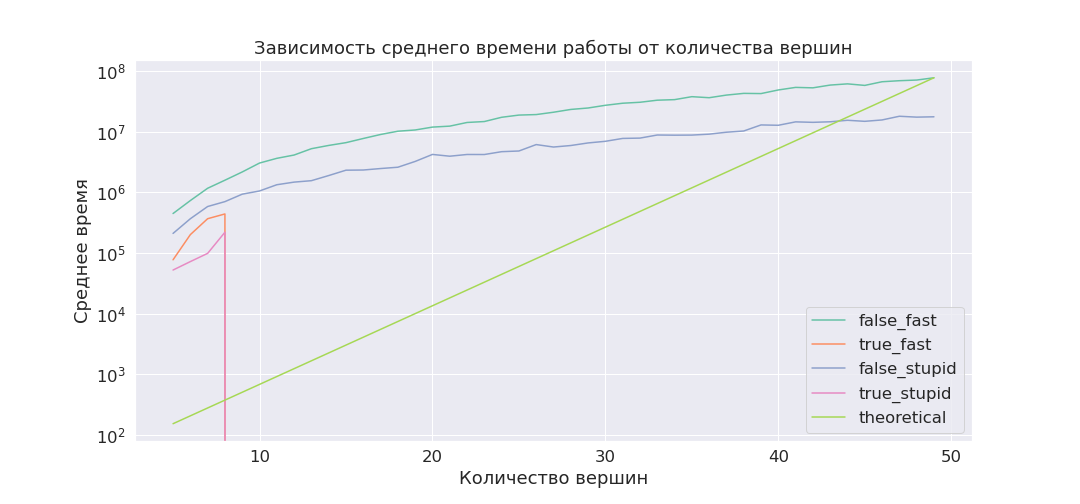 Зависимость среднего времени работы от количества вершин
Среднее время
10^8
10^7
10^6
10^5
10^4
10^3
10^2
false_fast
true_fast
false_stupid
true_stupid
theoretical
10 20 30 40 50
Количество вершин